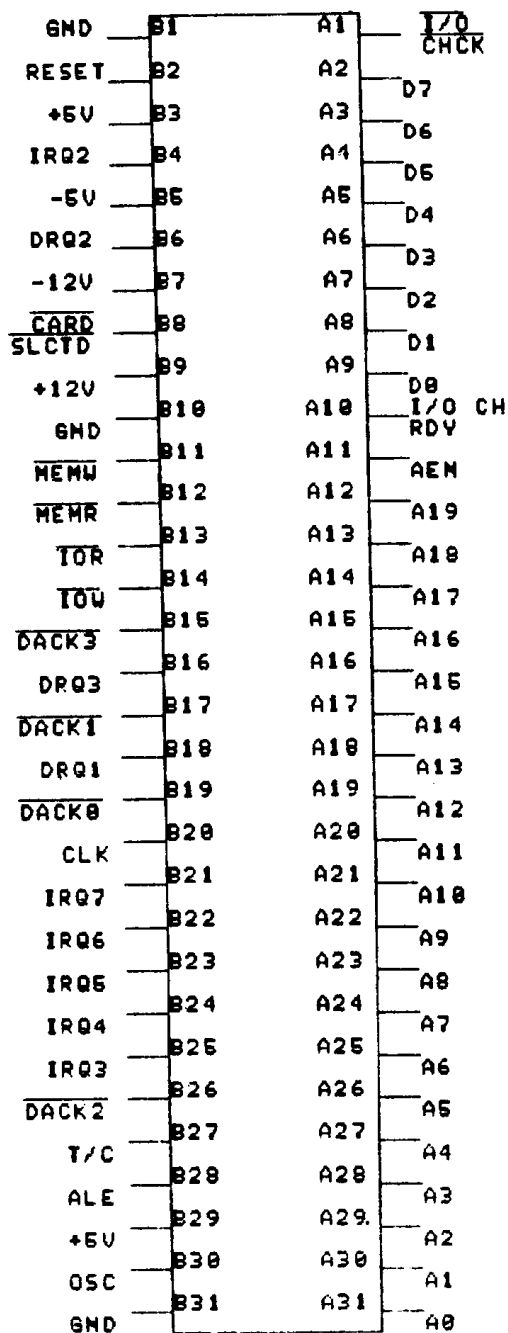 GND B1 A1 I/O
CHCK
RESET B2 A2 D7
+5V B3 A3 D6
IRQ2 B4 A4 D5
-5V B5 A5 D4
DRQ2 B6 A6 D3
-12V B7 A7 D2
CARD B8 A8 D1
SLCTD
+12V B9 A9 D0
GND B10 A10 I/O CH
RDY
MEMW B11 A11 AEN
MEMR B12 A12 A19
IOR B13 A13 A18
IOW B14 A14 A17
DACK3 B15 A15 A16
DRQ3 B16 A16 A15
DACK1 B17 A17 A14
DRQ1 B18 A18 A13
DACK0 B19 A19 A12
CLK B20 A20 A11
IRQ7 B21 A21 A10
IRQ6 B22 A22 A9
IRQ5 B23 A23 A8
IRQ4 B24 A24 A7
IRQ3 B25 A25 A6
DACK2 B26 A26 A5
T/C B27 A27 A4
ALE B28 A28 A3
+5V B29 A29 A2
OSC B30 A30 A1
GND B31 A31 A0